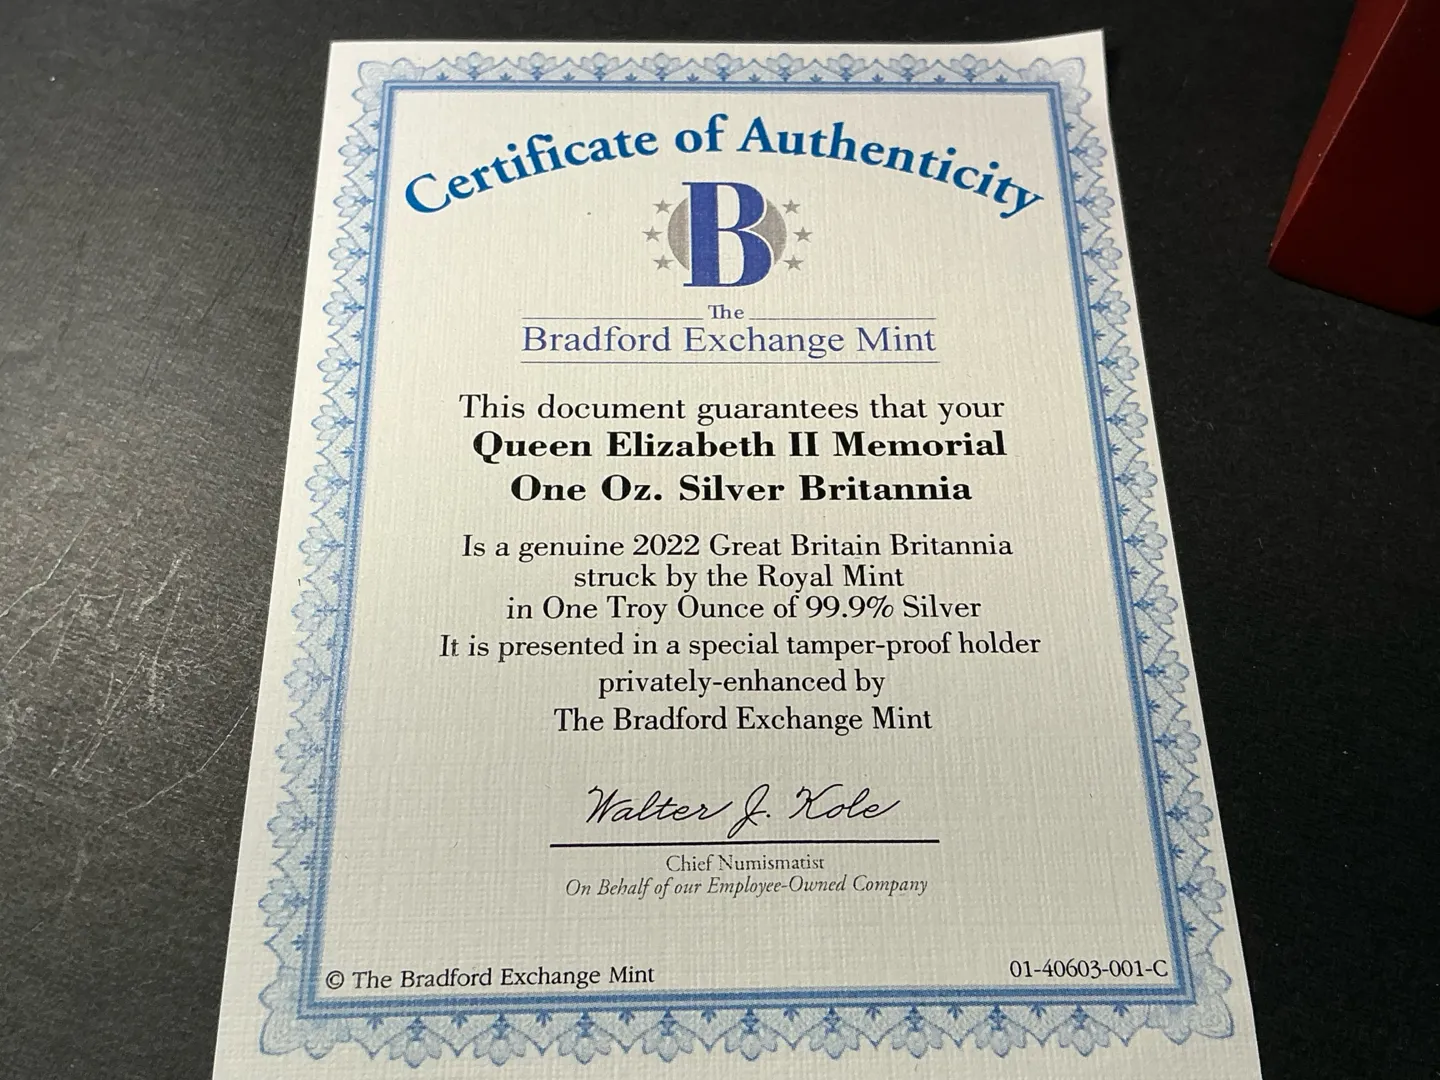 Certificate of Authenticity
B
The
Bradford Exchange Mint
This document guarantees that your
Queen Elizabeth II Memorial
One Oz. Silver Britannia
Is a genuine 2022 Great Britain Britannia
struck by the Royal Mint
in One Troy Ounce of 99.9% Silver
It is presented in a special tamper-proof holder
privately-enhanced by
The Bradford Exchange Mint
Walter J. Kole
Chief Numismatist
On Behalf of our Employee-Owned Company
© The Bradford Exchange Mint
01-40603-001-C